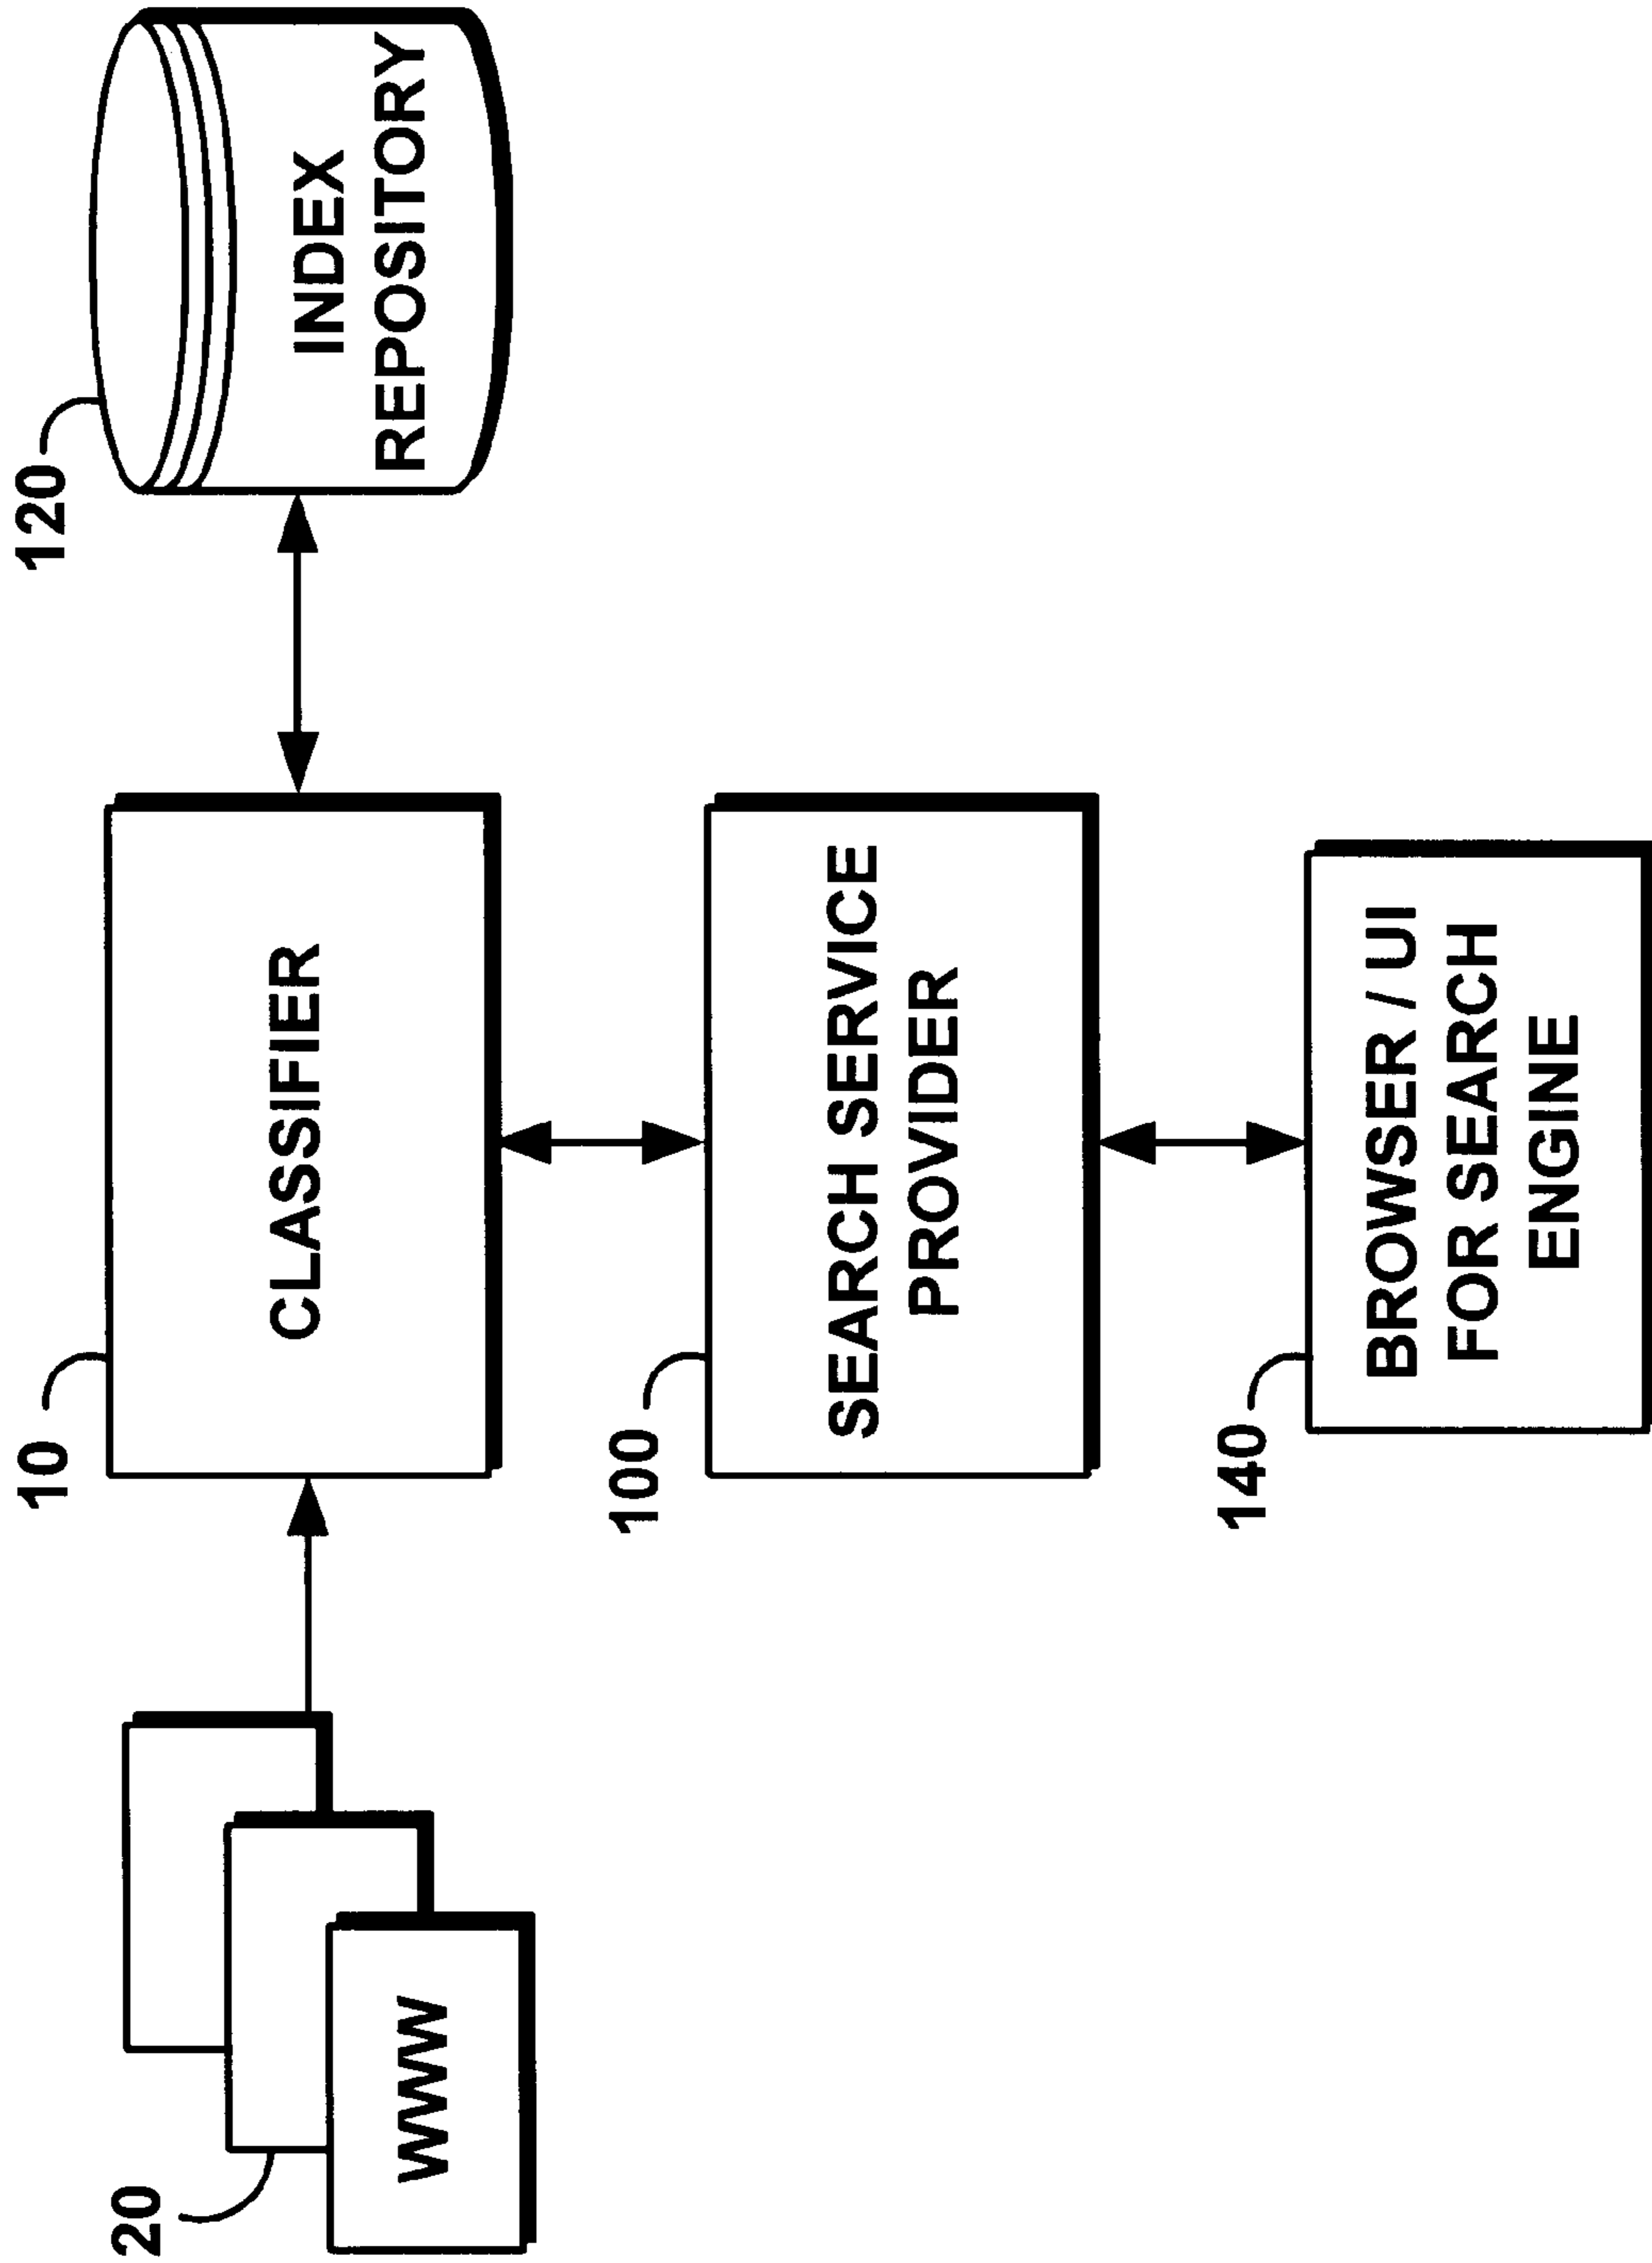 20
WWW
10
CLASSIFIER
120
INDEX
REPOSITORY
100
SEARCH SERVICE
PROVIDER
140
BROWSER / UI
FOR SEARCH
ENGINE